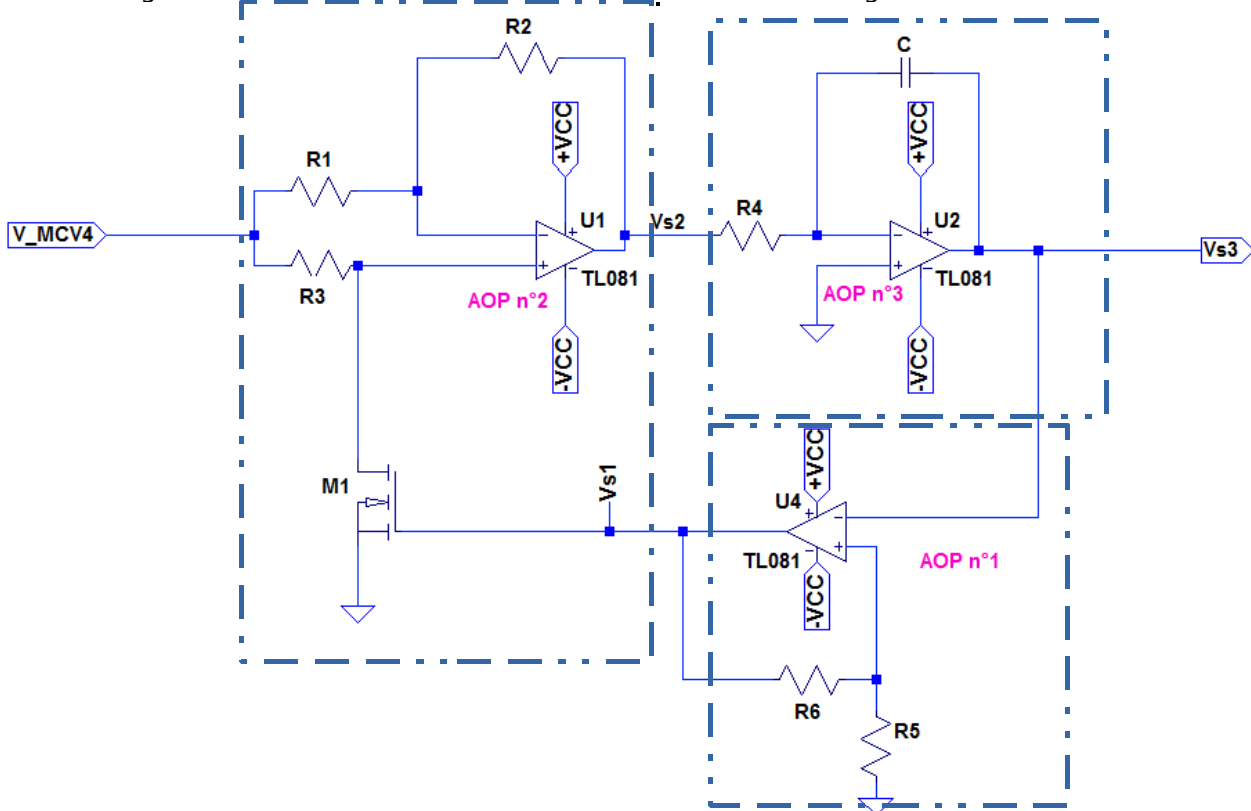 R2
C
+VCC
+VCC
R1
V_MCV4
U1
Vs2
R4
U2
Vs3
+
+
-
-
+
+
-
-
TL081
TL081
R3
AOP n°2
AOP n°3
-VCC
-VCC
+VCC
M1
Vs1
U4
+
-
+
-
TL081
AOP n°1
-VCC
R6
R5